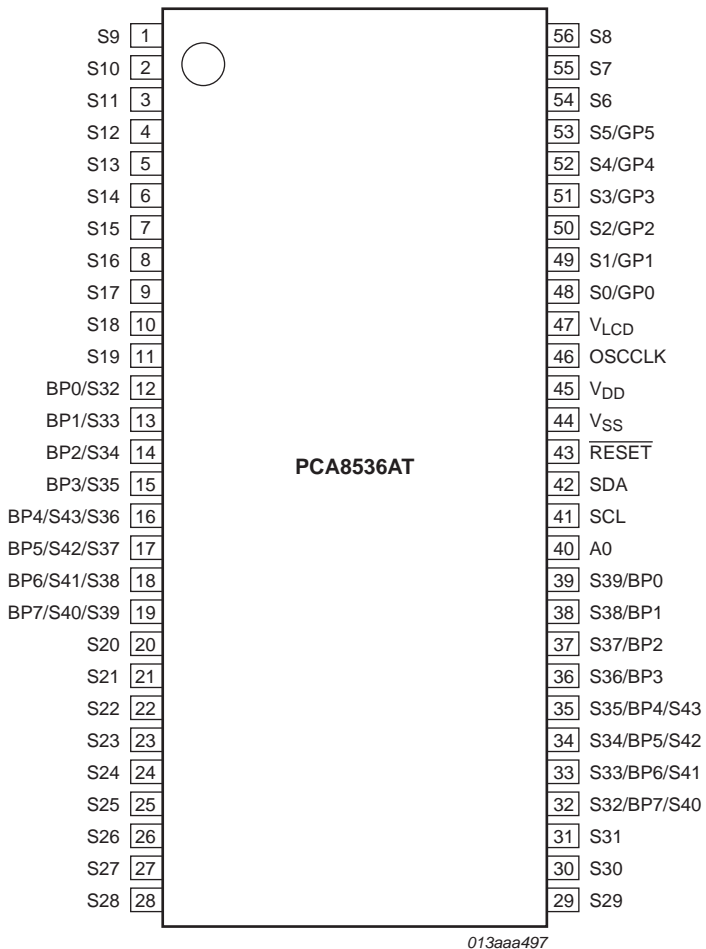 S9 1 56 S8
S10 2 55 S7
S11 3 54 S6
S12 4 53 S5/GP5
S13 5 52 S4/GP4
S14 6 51 S3/GP3
S15 7 50 S2/GP2
S16 8 49 S1/GP1
S17 9 48 S0/GP0
S18 10 47 VLCD
S19 11 46 OSCCLK
BP0/S32 12 45 VDD
BP1/S33 13 44 VSS
BP2/S34 14 43 RESET
PCA8536AT
BP3/S35 15 42 SDA
BP4/S43/S36 16 41 SCL
BP5/S42/S37 17 40 A0
BP6/S41/S38 18 39 S39/BP0
BP7/S40/S39 19 38 S38/BP1
S20 20 37 S37/BP2
S21 21 36 S36/BP3
S22 22 35 S35/BP4/S43
S23 23 34 S34/BP5/S42
S24 24 33 S33/BP6/S41
S25 25 32 S32/BP7/S40
S26 26 31 S31
S27 27 30 S30
S28 28 29 S29
013aaa497